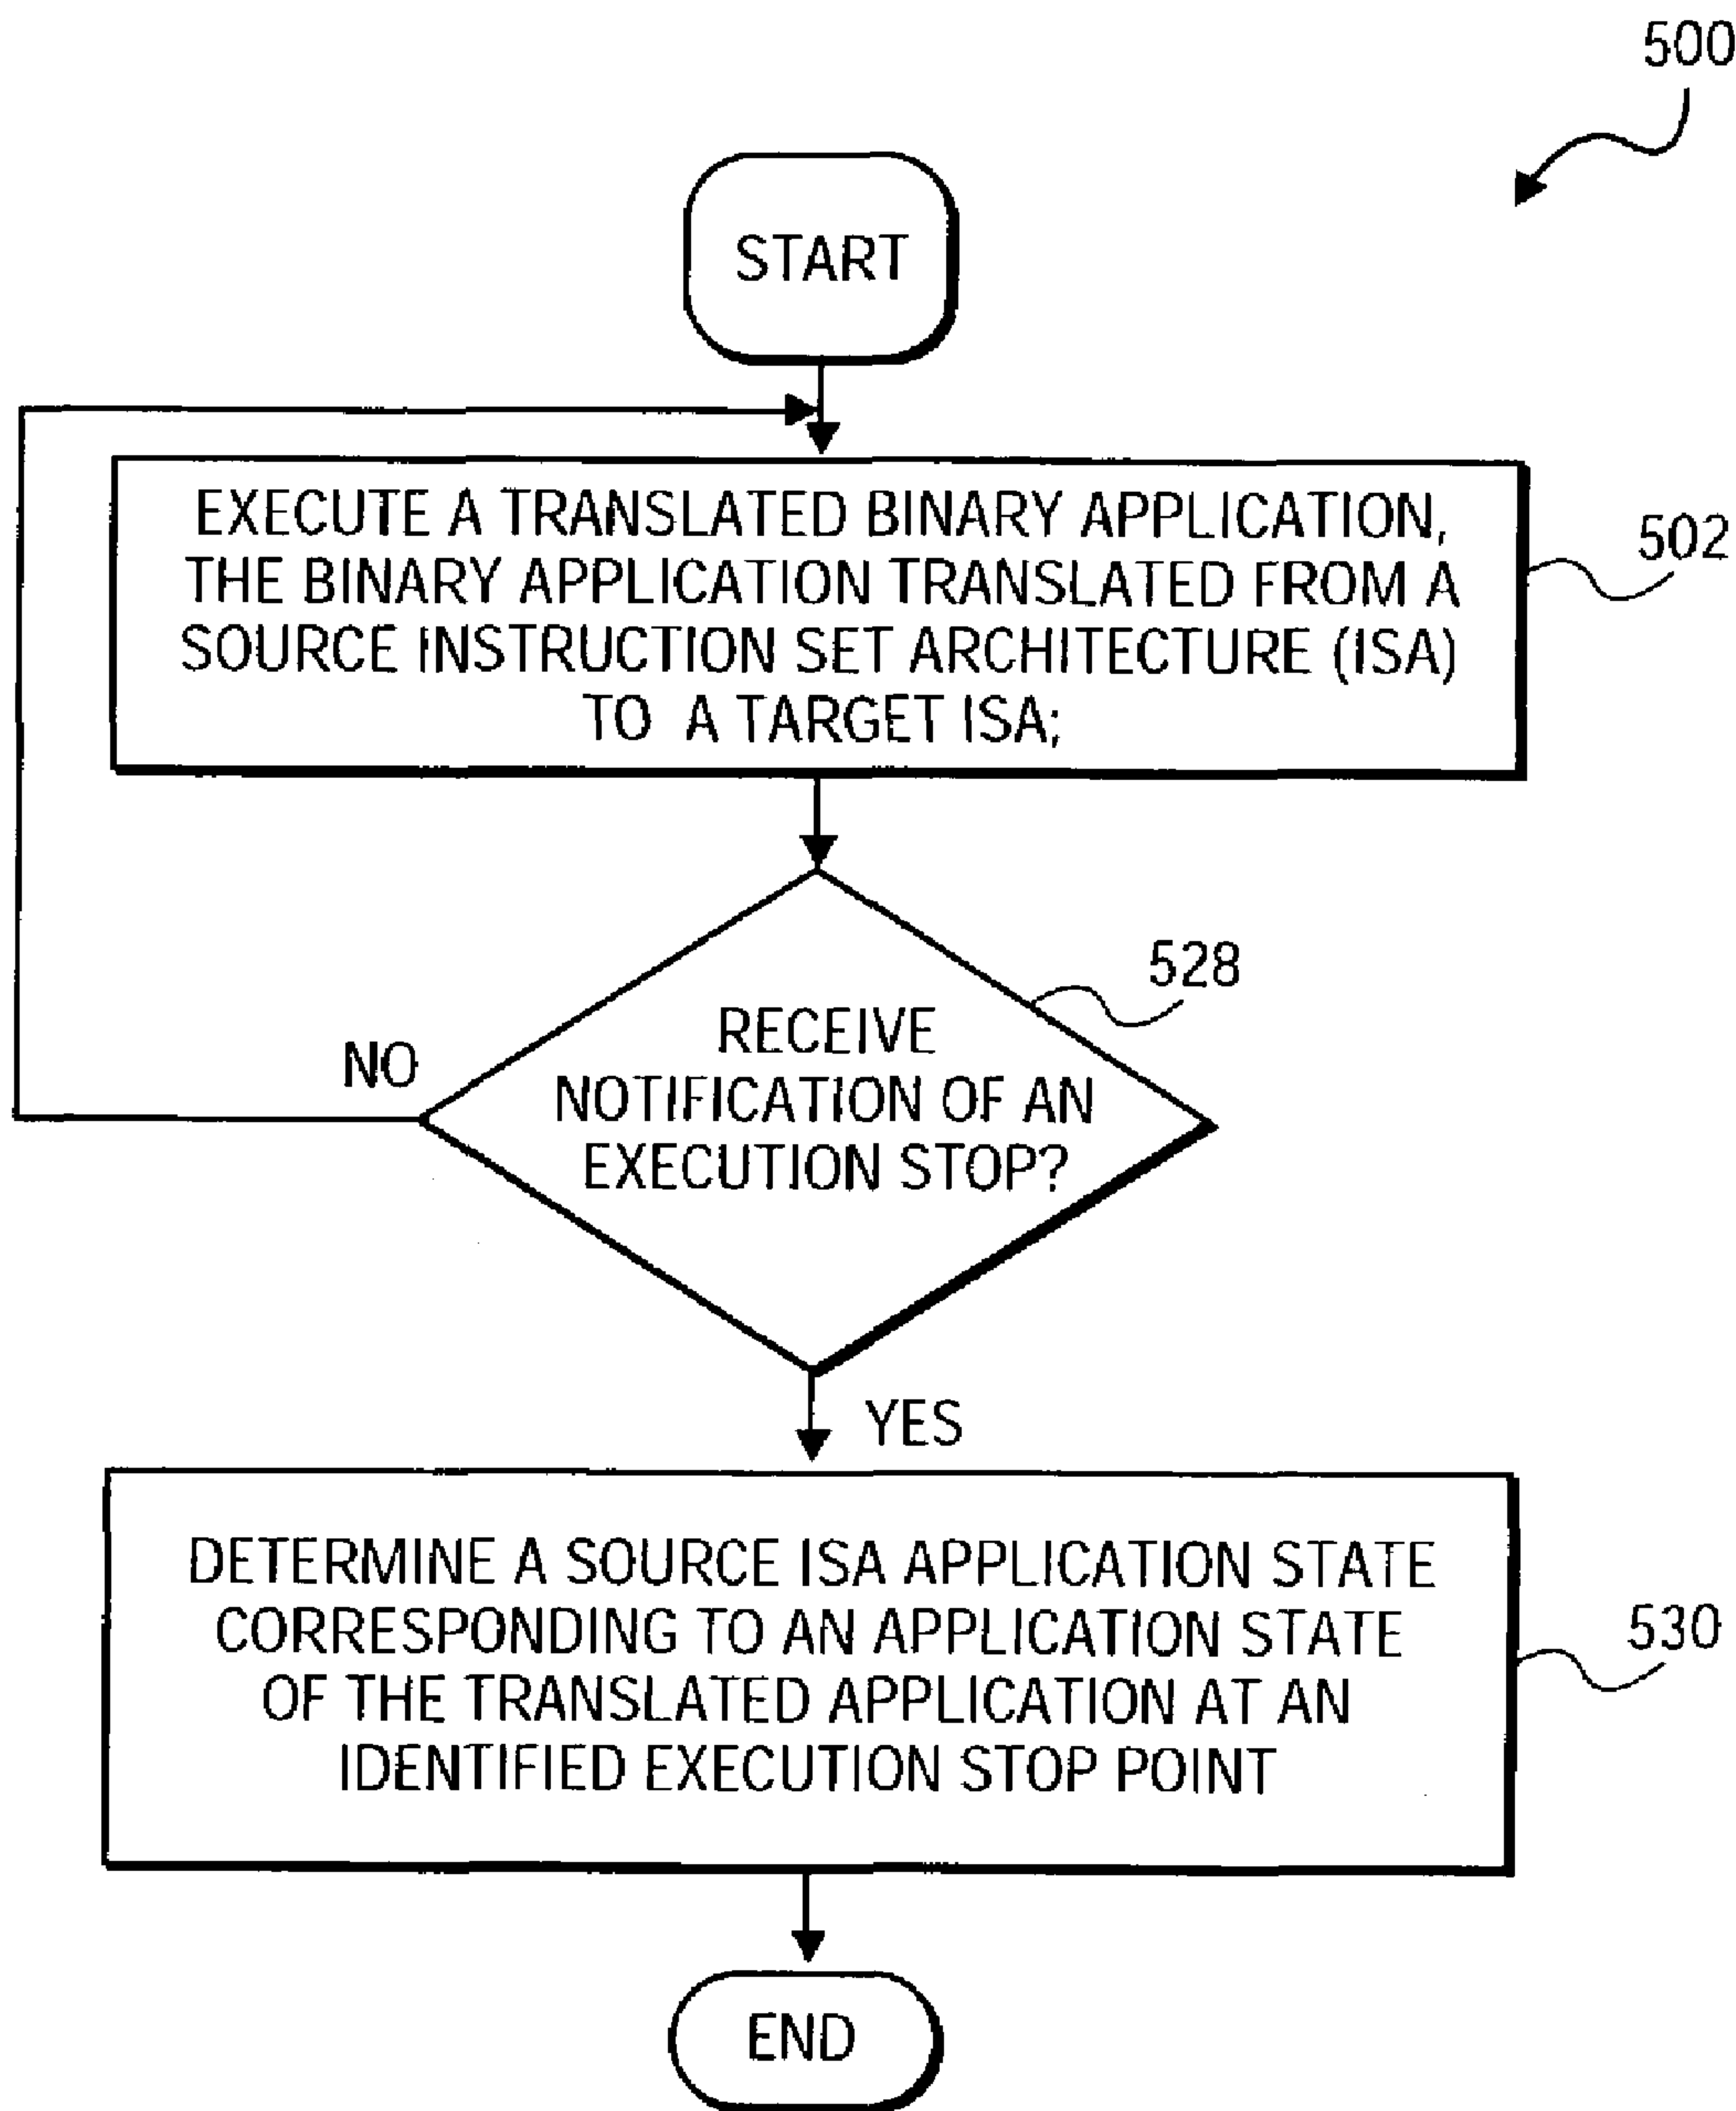 500
START
EXECUTE A TRANSLATED BINARY APPLICATION,
THE BINARY APPLICATION TRANSLATED FROM A
SOURCE INSTRUCTION SET ARCHITECTURE (ISA)
TO A TARGET ISA;
502
528
RECEIVE
NOTIFICATION OF AN
EXECUTION STOP?
NO
YES
DETERMINE A SOURCE ISA APPLICATION STATE
CORRESPONDING TO AN APPLICATION STATE
OF THE TRANSLATED APPLICATION AT AN
IDENTIFIED EXECUTION STOP POINT
530
END